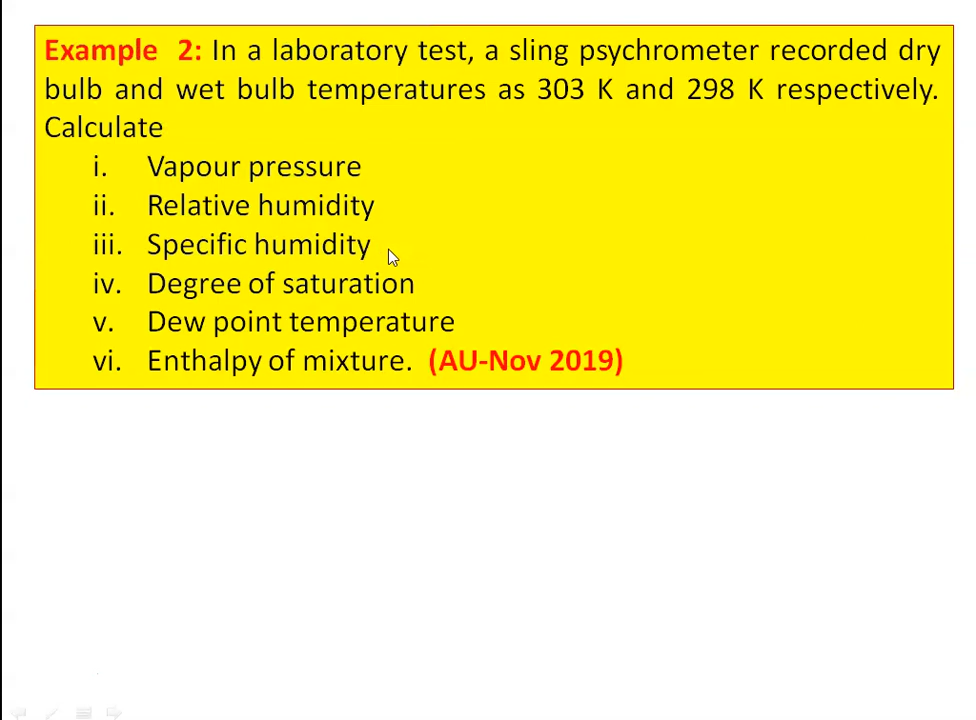 Example 2: In a laboratory test, a sling psychrometer recorded dry
bulb and wet bulb temperatures as 303 K and 298 K respectively.
Calculate
i. Vapour pressure
ii. Relative humidity
iii. Specific humidity
iv. Degree of saturation
v. Dew point temperature
vi. Enthalpy of mixture. (AU-Nov 2019)